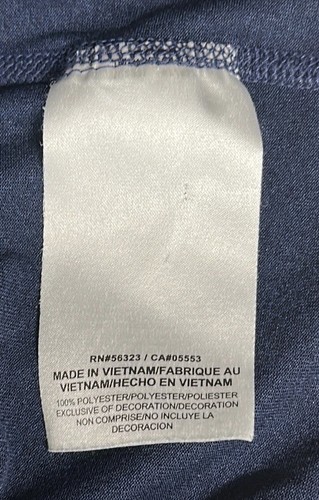 RN#56323 / CA#05553
MADE IN VIETNAM/FABRIQUE AU
VIETNAM/HECHO EN VIETNAM
100% POLYESTER/POLYESTER/POLIESTER
EXCLUSIVE OF DECORATION/DECORATION
NON COMPRISE/NO INCLUYE LA
DECORACION